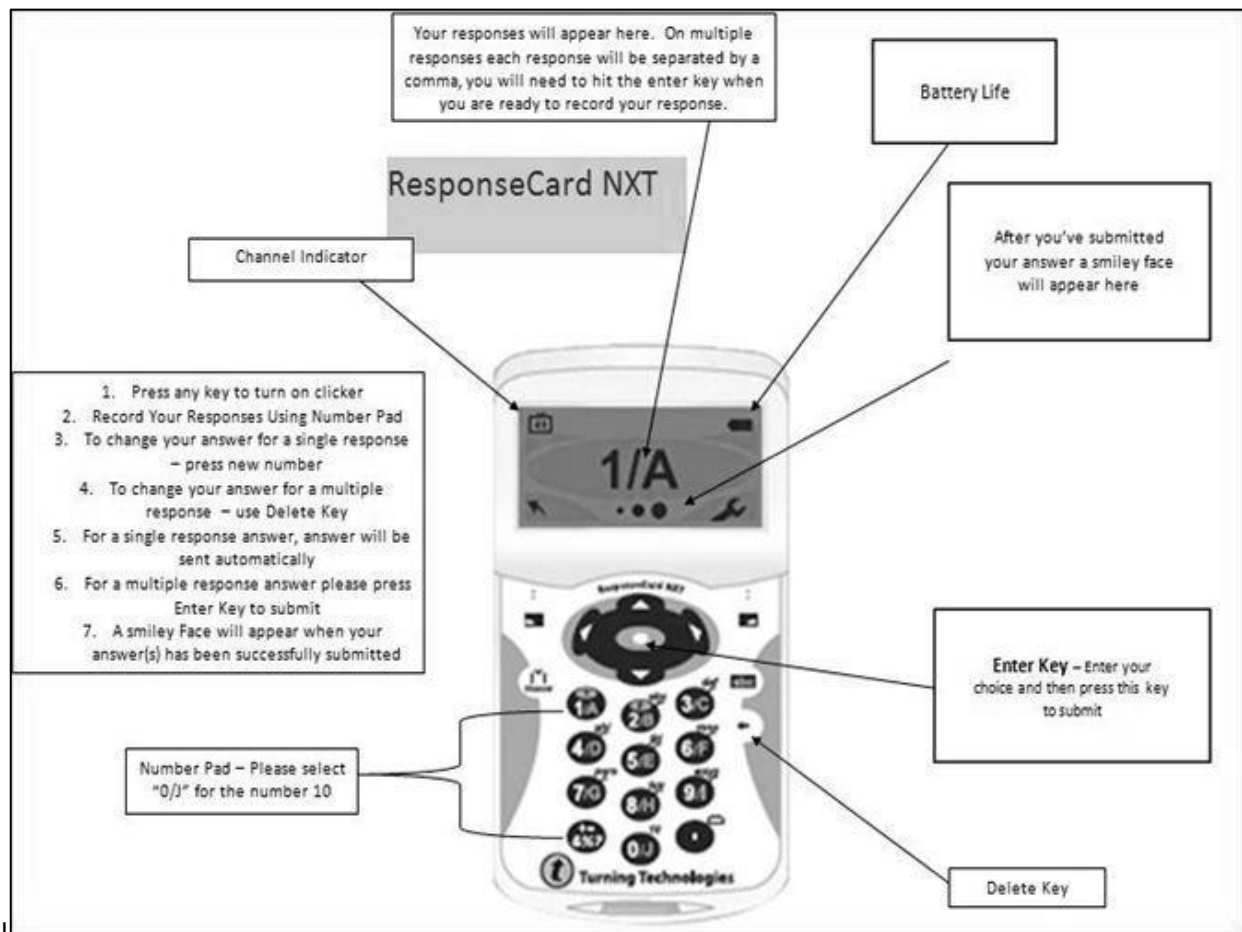 Your responses will appear here. On multiple
responses each response will be separated by a
comma, you will need to hit the enter key when
you are ready to record your response.
Battery Life
ResponseCard NXT
After you've submitted
your answer a smiley face
will appear here
Channel Indicator
1. Press any key to turn on clicker
2. Record Your Responses Using Number Pad
3. To change your answer for a single response
– press new number
4. To change your answer for a multiple
response – use Delete Key
5. For a single response answer, answer will be
sent automatically
6. For a multiple response answer please press
Enter Key to submit
7. A smiley Face will appear when your
answer(s) has been successfully submitted
1/A
ResponseCard NXT
Enter Key – Enter your
choice and then press this key
to submit
abc
1/A 2/B 3/C
4/D 5/E 6/F
7/G 8/H 9/I
0/J
Number Pad – Please select
"0/J" for the number 10
Turning Technologies
Delete Key